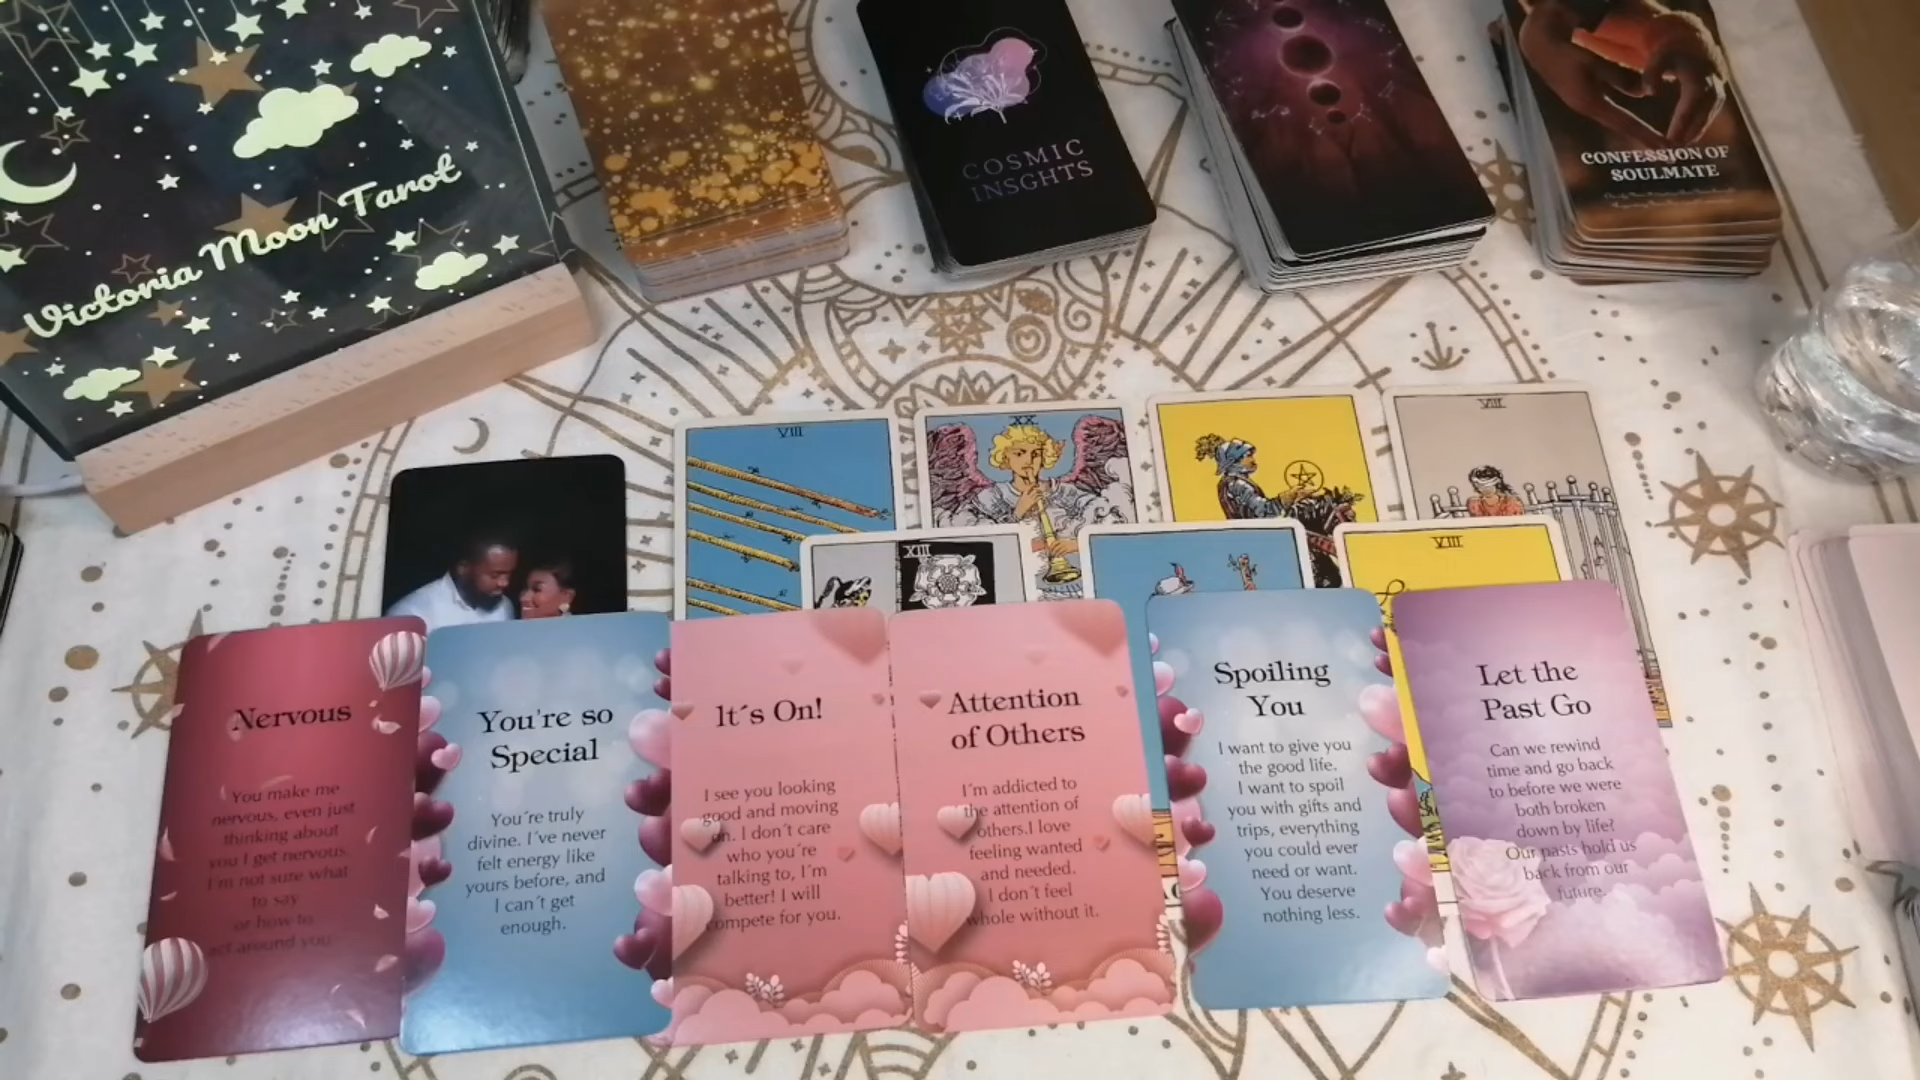 Victoria Moon Tarot
COSMIC
INSGHTS
CONFESSION OF
SOULMATE
VIII
XX
VIII
XIII
VIII
Nervous
You make me
nervous, even just
thinking about
you I get nervous.
I'm not sure what
to say
or how to
act around you.
You're so
Special
You´re truly
divine. I´ve never
felt energy like
yours before, and
I can´t get
enough.
It´s On!
I see you looking
good and moving
on. I don´t care
who you´re
talking to, I´m
better! I will
compete for you.
Attention
of Others
I´m addicted to
the attention of
others.I love
feeling wanted
and needed.
I don´t feel
whole without it.
Spoiling
You
I want to give you
the good life.
I want to spoil
you with gifts and
trips, everything
you could ever
need or want.
You deserve
nothing less.
Let the
Past Go
Can we rewind
time and go back
to before we were
both broken
down by life?
Our pasts hold us
back from our
future.